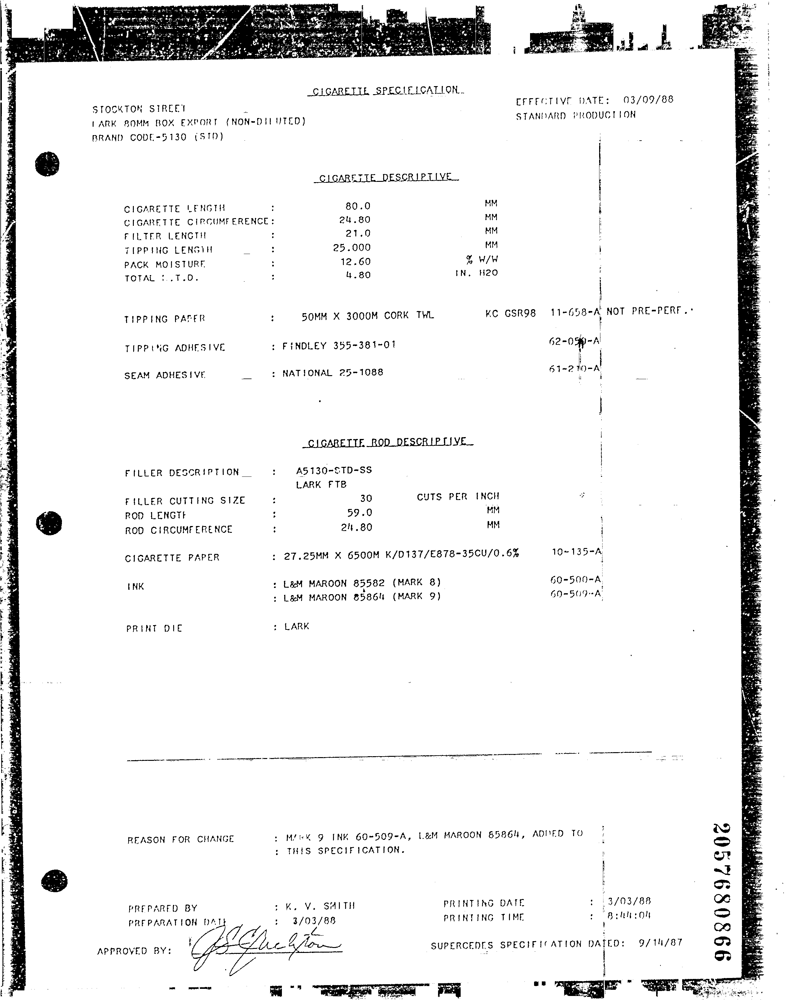 CIGARETTE SPECIFICATION
STOCKTON STREET
EFFECTIVE DATE: 03/09/88
LARK 80MM BOX EXPORT (NON-DILUTED)
STANDARD PRODUCTION
BRAND CODE-5130 (STD)
CIGARETTE DESCRIPTIVE
CIGARETTE LENGTH : 80.0 MM
CIGARETTE CIRCUMFERENCE: 24.80 MM
FILTER LENGTH : 21.0 MM
TIPPING LENGTH : 25.000 MM
PACK MOISTURE : 12.60 % W/W
TOTAL .T.D. : 4.80 IN. H2O
TIPPING PAPER : 50MM X 3000M CORK TWL KC GSR98 11-658-A NOT PRE-PERF.
TIPPING ADHESIVE : FINDLEY 355-381-01 62-050-A
SEAM ADHESIVE : NATIONAL 25-1088 61-210-A
CIGARETTE ROD DESCRIPTIVE
FILLER DESCRIPTION : A5130-STD-SS
LARK FTB
FILLER CUTTING SIZE : 30 CUTS PER INCH
ROD LENGTH : 59.0 MM
ROD CIRCUMFERENCE : 24.80 MM
CIGARETTE PAPER : 27.25MM X 6500M K/D137/E878-35CU/0.6% 10-135-A
INK : L&M MAROON 85582 (MARK 8) 60-500-A
: L&M MAROON 85864 (MARK 9) 60-509-A
PRINT DIE : LARK
REASON FOR CHANGE : MARK 9 INK 60-509-A, L&M MAROON 85864, ADDED TO
: THIS SPECIFICATION.
PREPARED BY : K. V. SMITH PRINTING DATE : 3/03/88
PREPARATION DATE : 3/03/88 PRINTING TIME : 8:44:04
APPROVED BY: SUPERCEDES SPECIFICATION DATED: 9/14/87
2057680866